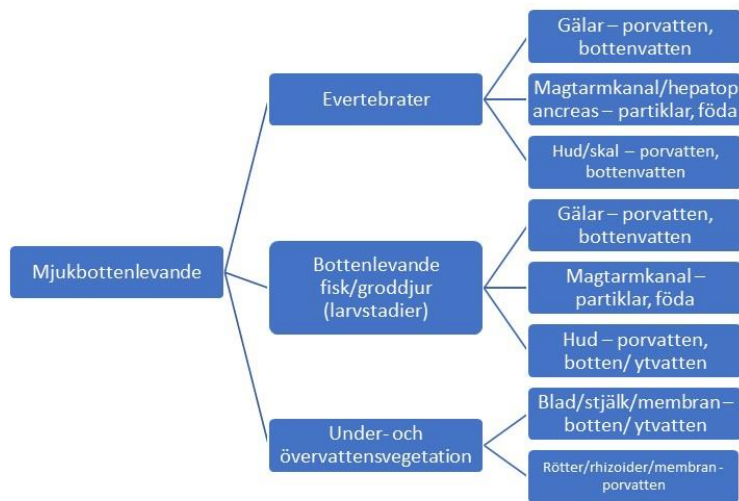 Mjukbottenlevande
Evertebrater
Gälar – porvatten,
bottenvatten
Magtarmkanal/hepatop
ancreas – partiklar, föda
Hud/skal – porvatten,
bottenvatten
Bottenlevande
fisk/groddjur
(larvstadier)
Gälar – porvatten,
bottenvatten
Magtarmkanal –
partiklar, föda
Hud – porvatten,
botten/ ytvatten
Under- och
övervattensvegetation
Blad/stjälk/membran–
botten/ ytvatten
Rötter/rhizoider/membran-
porvatten